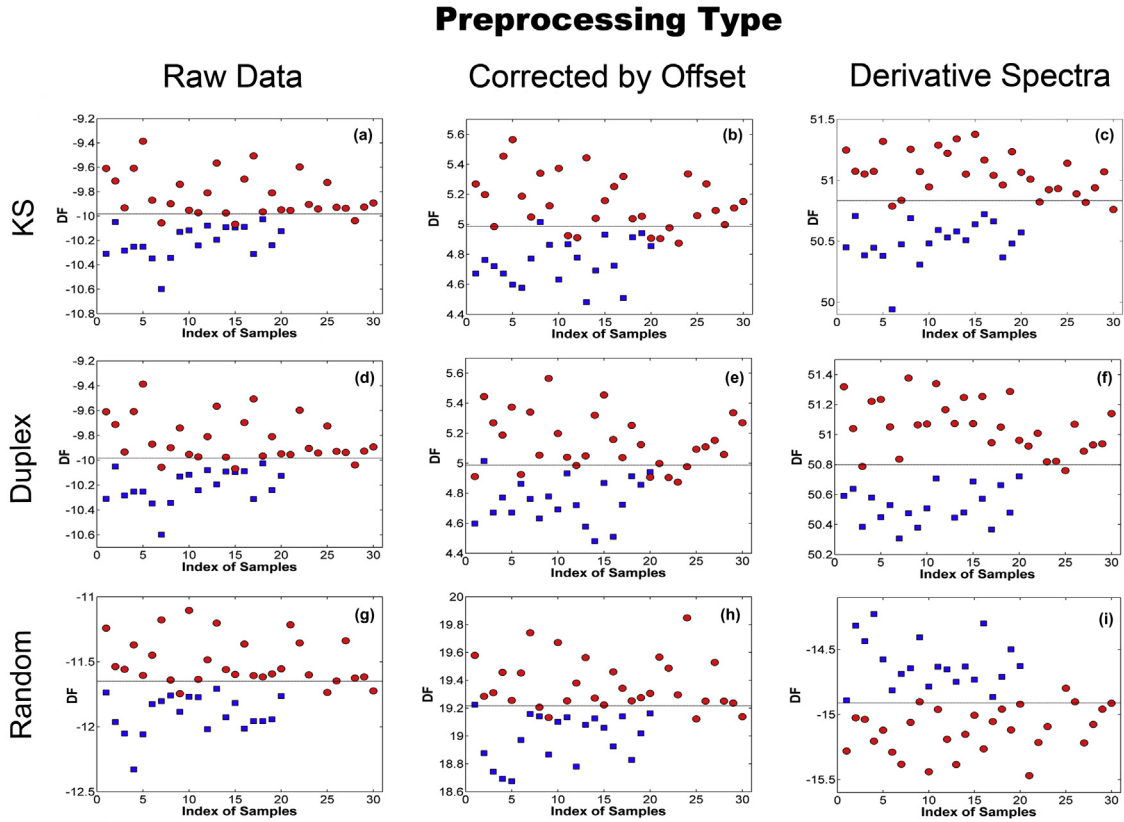 Preprocessing Type
Raw Data
Corrected by Offset
Derivative Spectra
KS
(a)
-9.2
-9.4
-9.6
-9.8
-10
-10.2
-10.4
-10.6
-10.8
DF
0 5 10 15 20 25 30
Index of Samples
(b)
5.6
5.4
5.2
5
4.8
4.6
4.4
DF
0 5 10 15 20 25 30
Index of Samples
(c)
51.5
51
50.5
50
DF
0 5 10 15 20 25 30
Index of Samples
Duplex
(d)
-9.2
-9.4
-9.6
-9.8
-10
-10.2
-10.4
-10.6
DF
0 5 10 15 20 25 30
Index of Samples
(e)
5.6
5.4
5.2
5
4.8
4.6
4.4
DF
0 5 10 15 20 25 30
Index of Samples
(f)
51.4
51.2
51
50.8
50.6
50.4
50.2
DF
0 5 10 15 20 25 30
Index of Samples
Random
(g)
-11
-11.5
-12
-12.5
DF
0 5 10 15 20 25 30
Index of Samples
(h)
20
19.8
19.6
19.4
19.2
19
18.8
18.6
DF
0 5 10 15 20 25 30
Index of Samples
(i)
-14.5
-15
-15.5
DF
0 5 10 15 20 25 30
Index of Samples